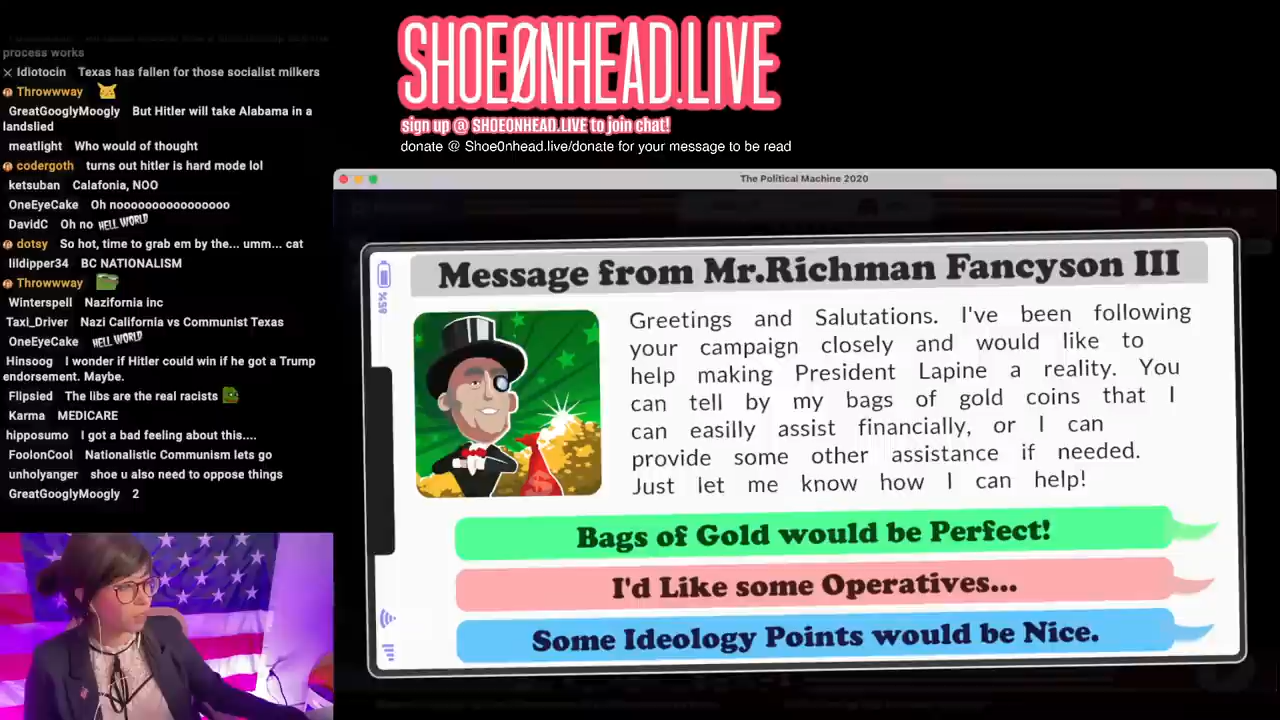 process works
Idiotocin Texas has fallen for those socialist milkers
Throwwway
GreatGooglyMoogly But Hitler will take Alabama in a
landslied
meatlight Who would of thought
codergoth turns out hitler is hard mode lol
ketsuban Calafonia, NOO
OneEyeCake Oh nooooooooooooooo
DavidC Oh no HELL WORLD
dotsy So hot, time to grab em by the... umm... cat
lildipper34 BC NATIONALISM
Throwwway
Winterspell Nazifornia inc
Taxi_Driver Nazi California vs Communist Texas
OneEyeCake HELL WORLD
Hinsoog I wonder if Hitler could win if he got a Trump
endorsement. Maybe.
Flipsied The libs are the real racists
Karma MEDICARE
hipposumo I got a bad feeling about this....
FoolonCool Nationalistic Communism lets go
unholyanger shoe u also need to oppose things
GreatGooglyMoogly 2
SHOE0NHEAD.LIVE
sign up @ SHOE0NHEAD.LIVE to join chat!
donate @ Shoe0nhead.live/donate for your message to be read
The Political Machine 2020
Message from Mr.Richman Fancyson III
Greetings and Salutations. I've been following
your campaign closely and would like to
help making President Lapine a reality. You
can tell by my bags of gold coins that I
can easilly assist financially, or I can
provide some other assistance if needed.
Just let me know how I can help!
Bags of Gold would be Perfect!
I'd Like some Operatives...
Some Ideology Points would be Nice.